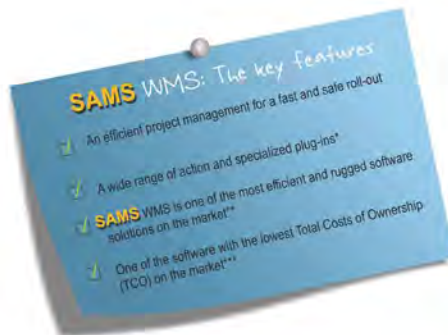 SAMS WMS: The key features
An efficient project management for a fast and safe roll-out
A wide range of action and specialized plug-ins*
SAMS WMS is one of the most efficient and rugged software
solutions on the market**
One of the software with the lowest Total Costs of Ownership
(TCO) on the market***